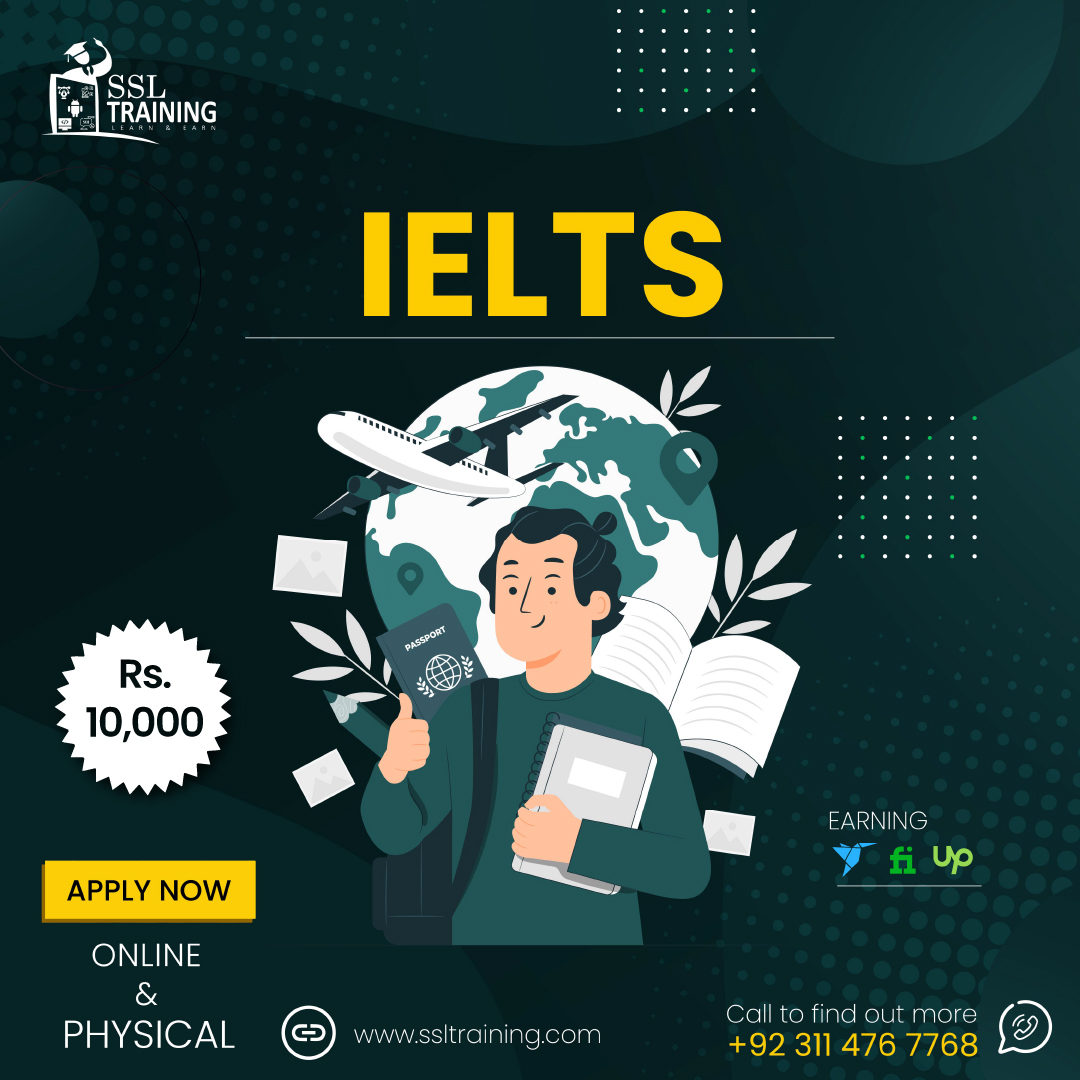 SSL
TRAINING
LEARN & EARN
IELTS
PASSPORT
Rs.
10,000
EARNING
fi Up
APPLY NOW
ONLINE
&
PHYSICAL
www.ssltraining.com
Call to find out more
+92 311 476 7768